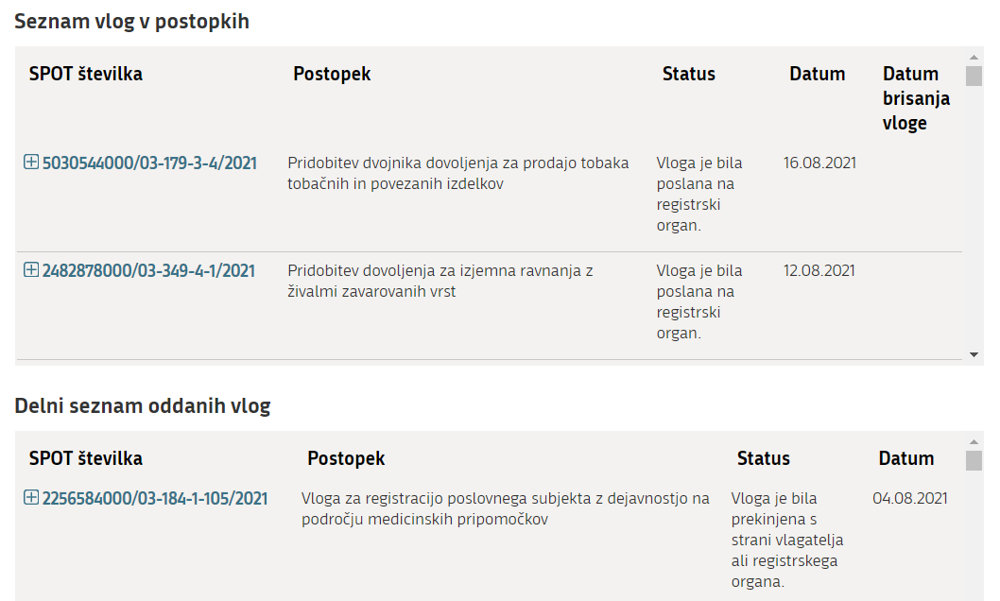 Seznam vlog v postopkih
SPOT številka Postopek Status Datum Datum
brisanja
vloge
5030544000/03-179-3-4/2021 Pridobitev dvojnika dovoljenja za prodajo tobaka Vloga je bila 16.08.2021
tobačnih in povezanih izdelkov poslana na
registrski
organ.
2482878000/03-349-4-1/2021 Pridobitev dovoljenja za izjemna ravnanja z Vloga je bila 12.08.2021
živalmi zavarovanih vrst poslana na
registrski
organ.
Delni seznam oddanih vlog
SPOT številka Postopek Status Datum
2256584000/03-184-1-105/2021 Vloga za registracijo poslovnega subjekta z dejavnostjo na Vloga je bila 04.08.2021
področju medicinskih pripomočkov prekinjena s
strani vlagatelja
ali registrskega
organa.